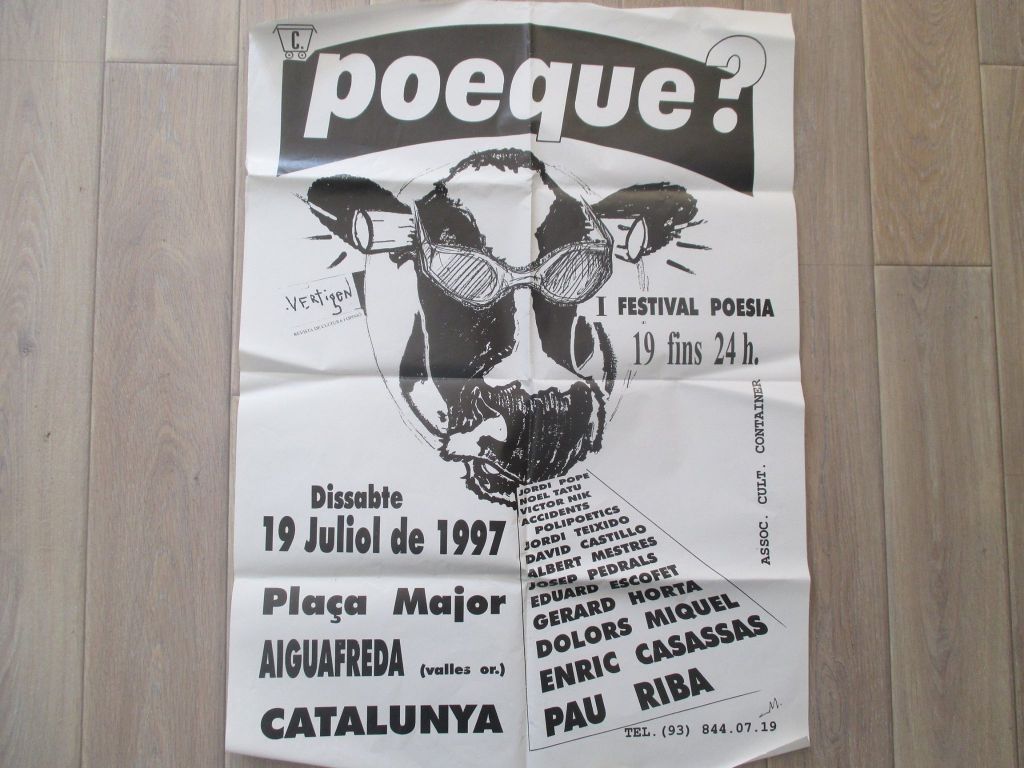 C.
poeque?
VERTIGEN
I FESTIVAL POESIA
19 fins 24h.
ASSOC. CULT. CONTAINER
Dissabte
19 Juliol de 1997
Plaça Major
AIGUAFREDA (valles or.)
CATALUNYA
JORDI POPE
NOEL TATU
VICTOR NIK
ACCIDENTS
POLIPOETICS
JORDI TEIXIDO
DAVID CASTILLO
ALBERT MESTRES
JOSEP PEDRALS
EDUARD ESCOFET
GERARD HORTA
DOLORS MIQUEL
ENRIC CASASSAS
PAU RIBA
TEL.(93) 844.07.19